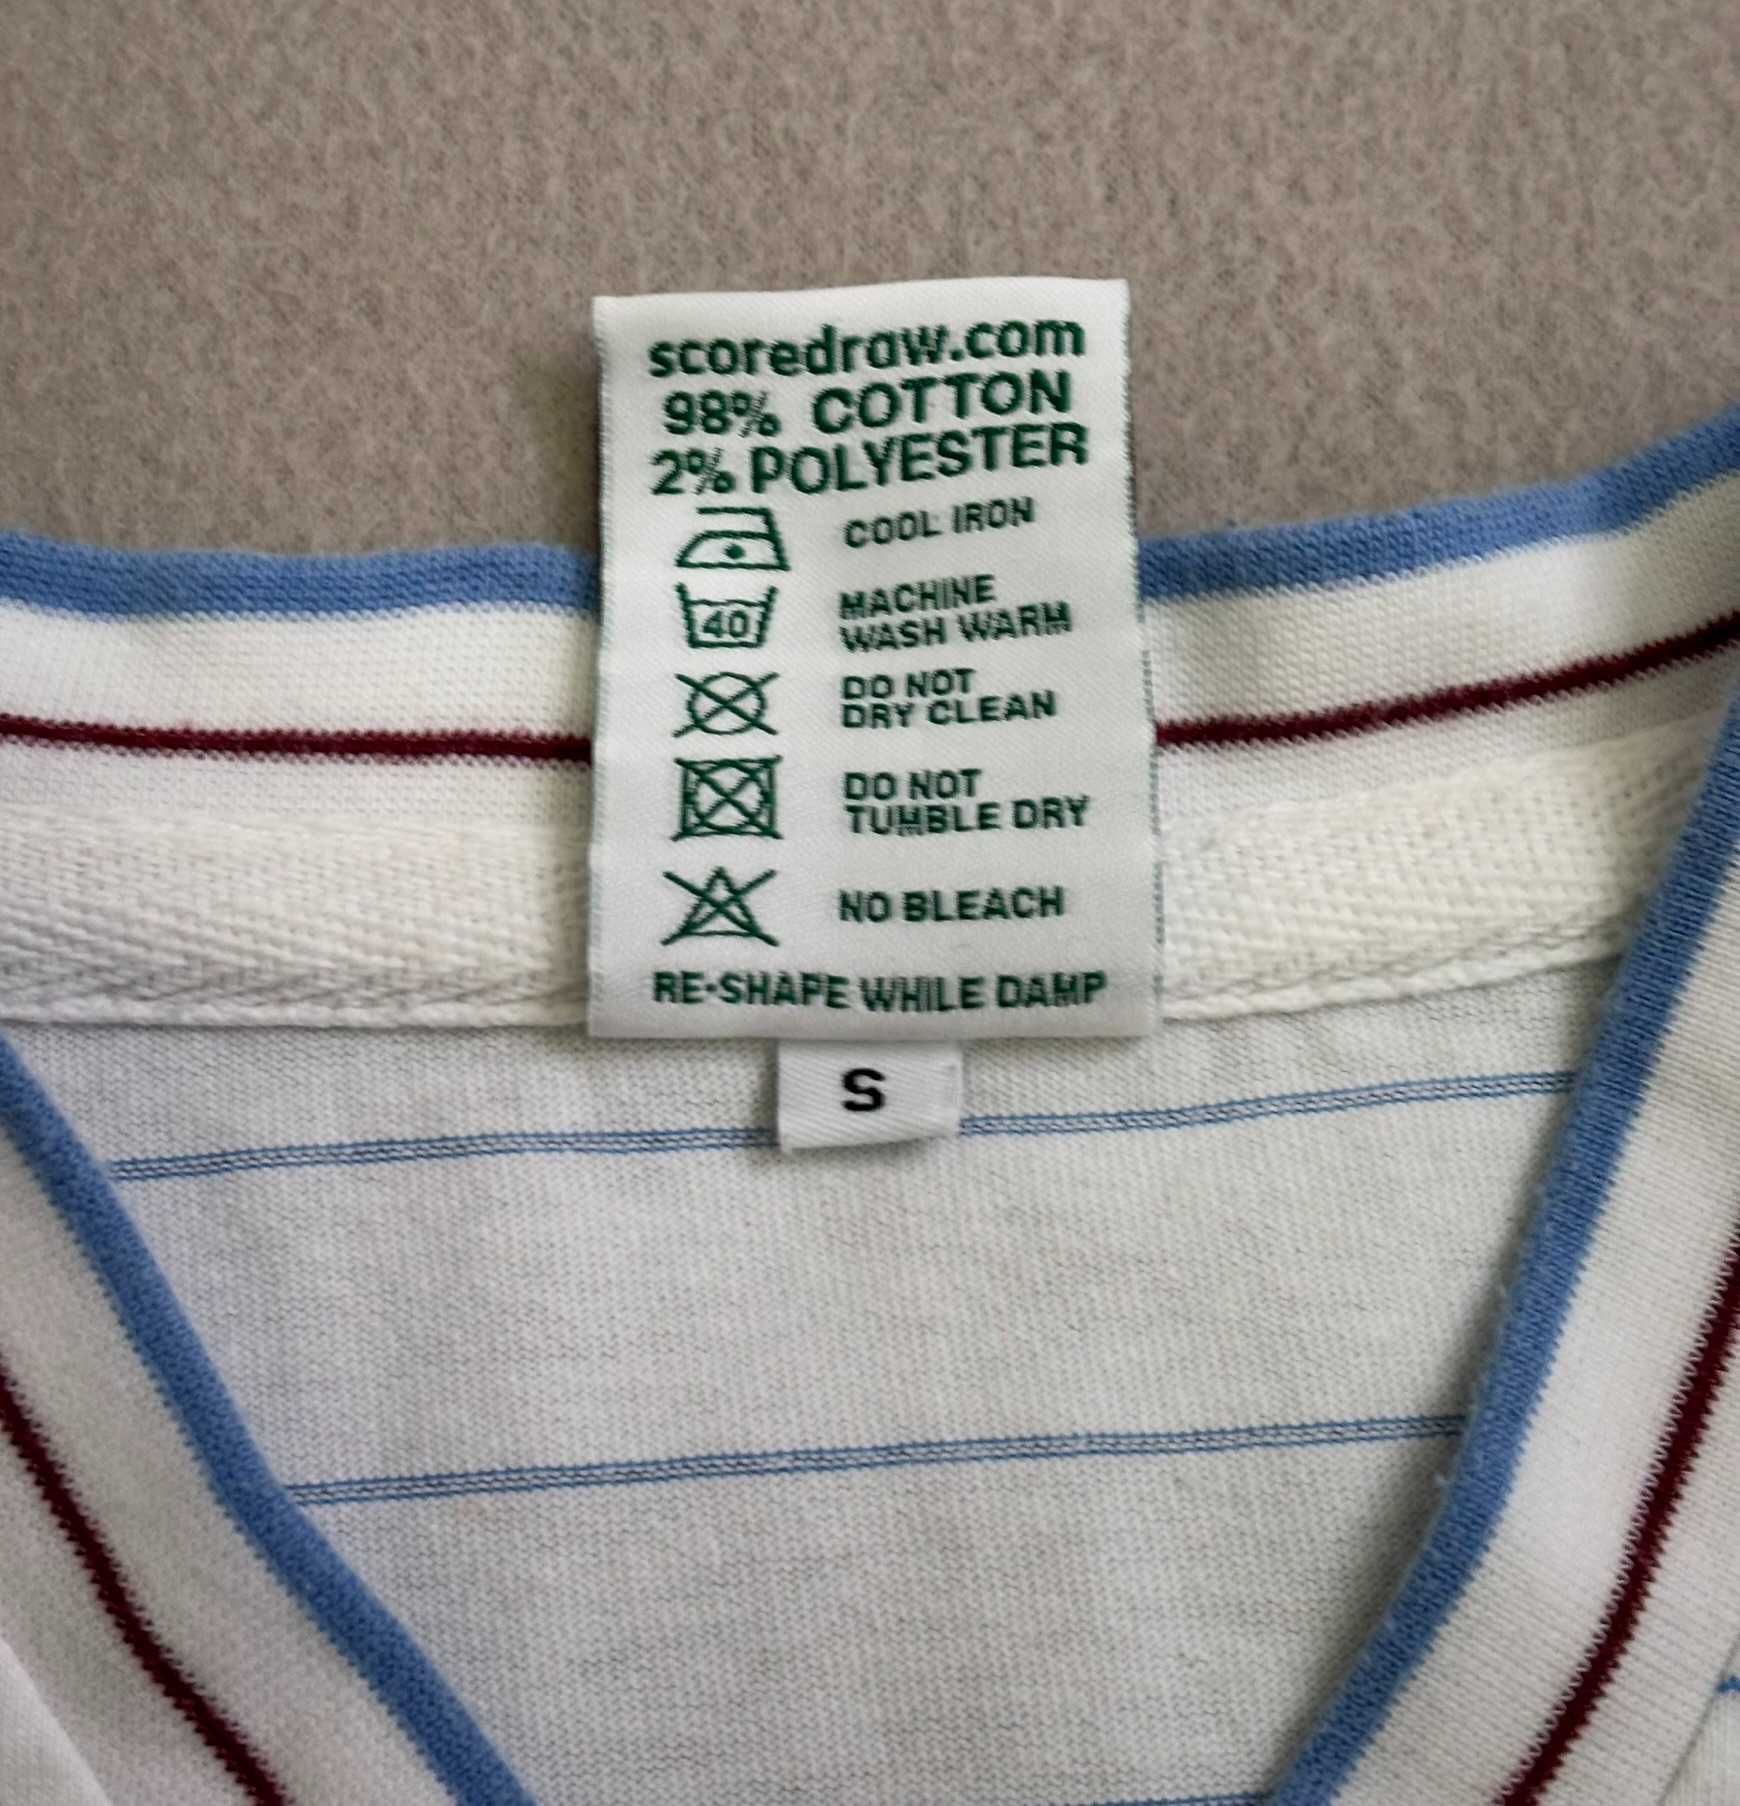 scoredraw.com
98% COTTON
2% POLYESTER
COOL IRON
40
MACHINE
WASH WARM
DO NOT
DRY CLEAN
DO NOT
TUMBLE DRY
NO BLEACH
RE-SHAPE WHILE DAMP
S